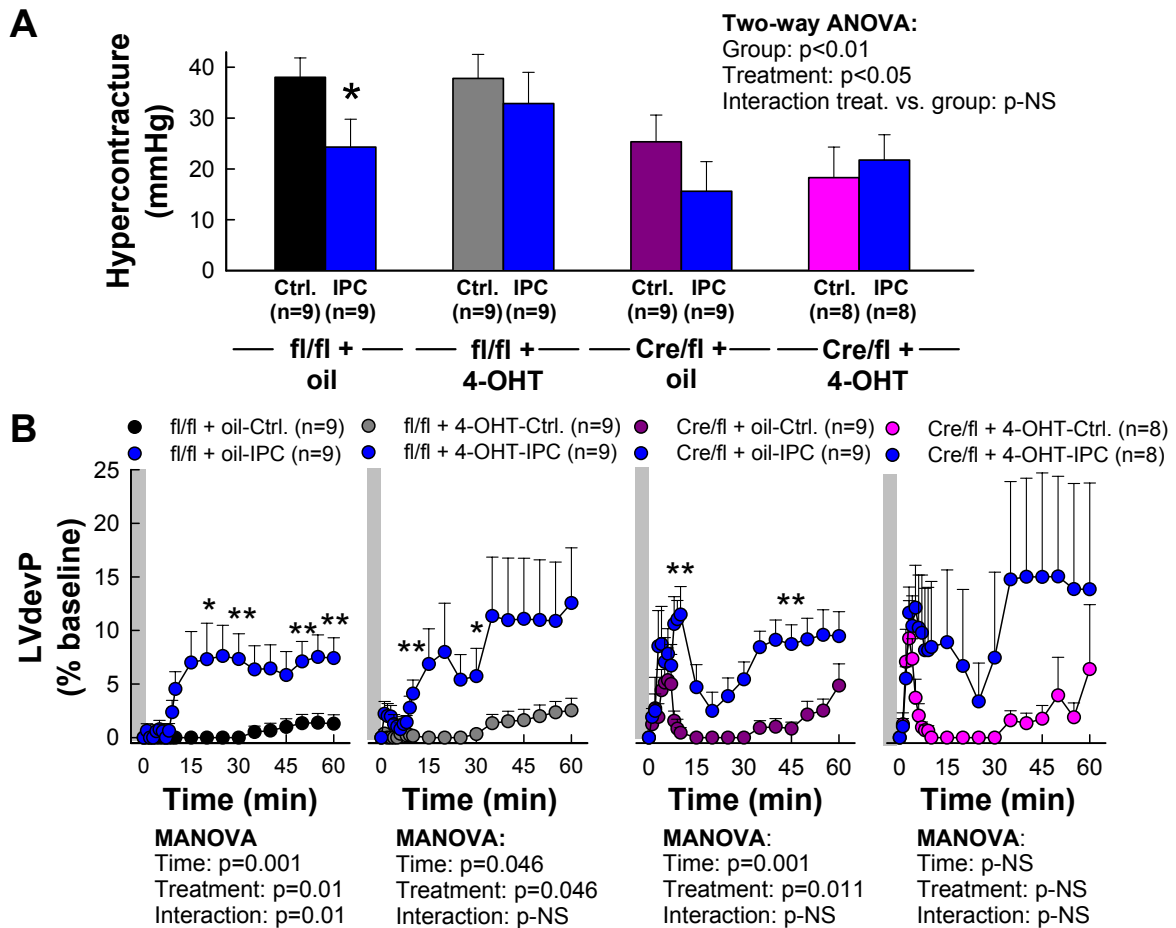 A
Two-way ANOVA:
Group: p<0.01
Treatment: p<0.05
Interaction treat. vs. group: p-NS
Hypercontracture
(mmHg)
40
30
20
10
0
*
Ctrl. IPC Ctrl. IPC Ctrl. IPC Ctrl. IPC
(n=9) (n=9) (n=9) (n=9) (n=9) (n=9) (n=8) (n=8)
fl/fl + fl/fl + Cre/fl + Cre/fl +
oil 4-OHT oil 4-OHT
B
fl/fl + oil-Ctrl. (n=9)
fl/fl + oil-IPC (n=9)
fl/fl + 4-OHT-Ctrl. (n=9)
fl/fl + 4-OHT-IPC (n=9)
Cre/fl + oil-Ctrl. (n=9)
Cre/fl + oil-IPC (n=9)
Cre/fl + 4-OHT-Ctrl. (n=8)
Cre/fl + 4-OHT-IPC (n=8)
LVdevP
(% baseline)
25
20
15
10
5
0
* ** ** **
** *
** **
0 15 30 45 60 0 15 30 45 60 0 15 30 45 60 0 15 30 45 60
Time (min) Time (min) Time (min) Time (min)
MANOVA
Time: p=0.001
Treatment: p=0.01
Interaction: p=0.01
MANOVA:
Time: p=0.046
Treatment: p=0.046
Interaction: p-NS
MANOVA:
Time: p=0.001
Treatment: p=0.011
Interaction: p-NS
MANOVA:
Time: p-NS
Treatment: p-NS
Interaction: p-NS